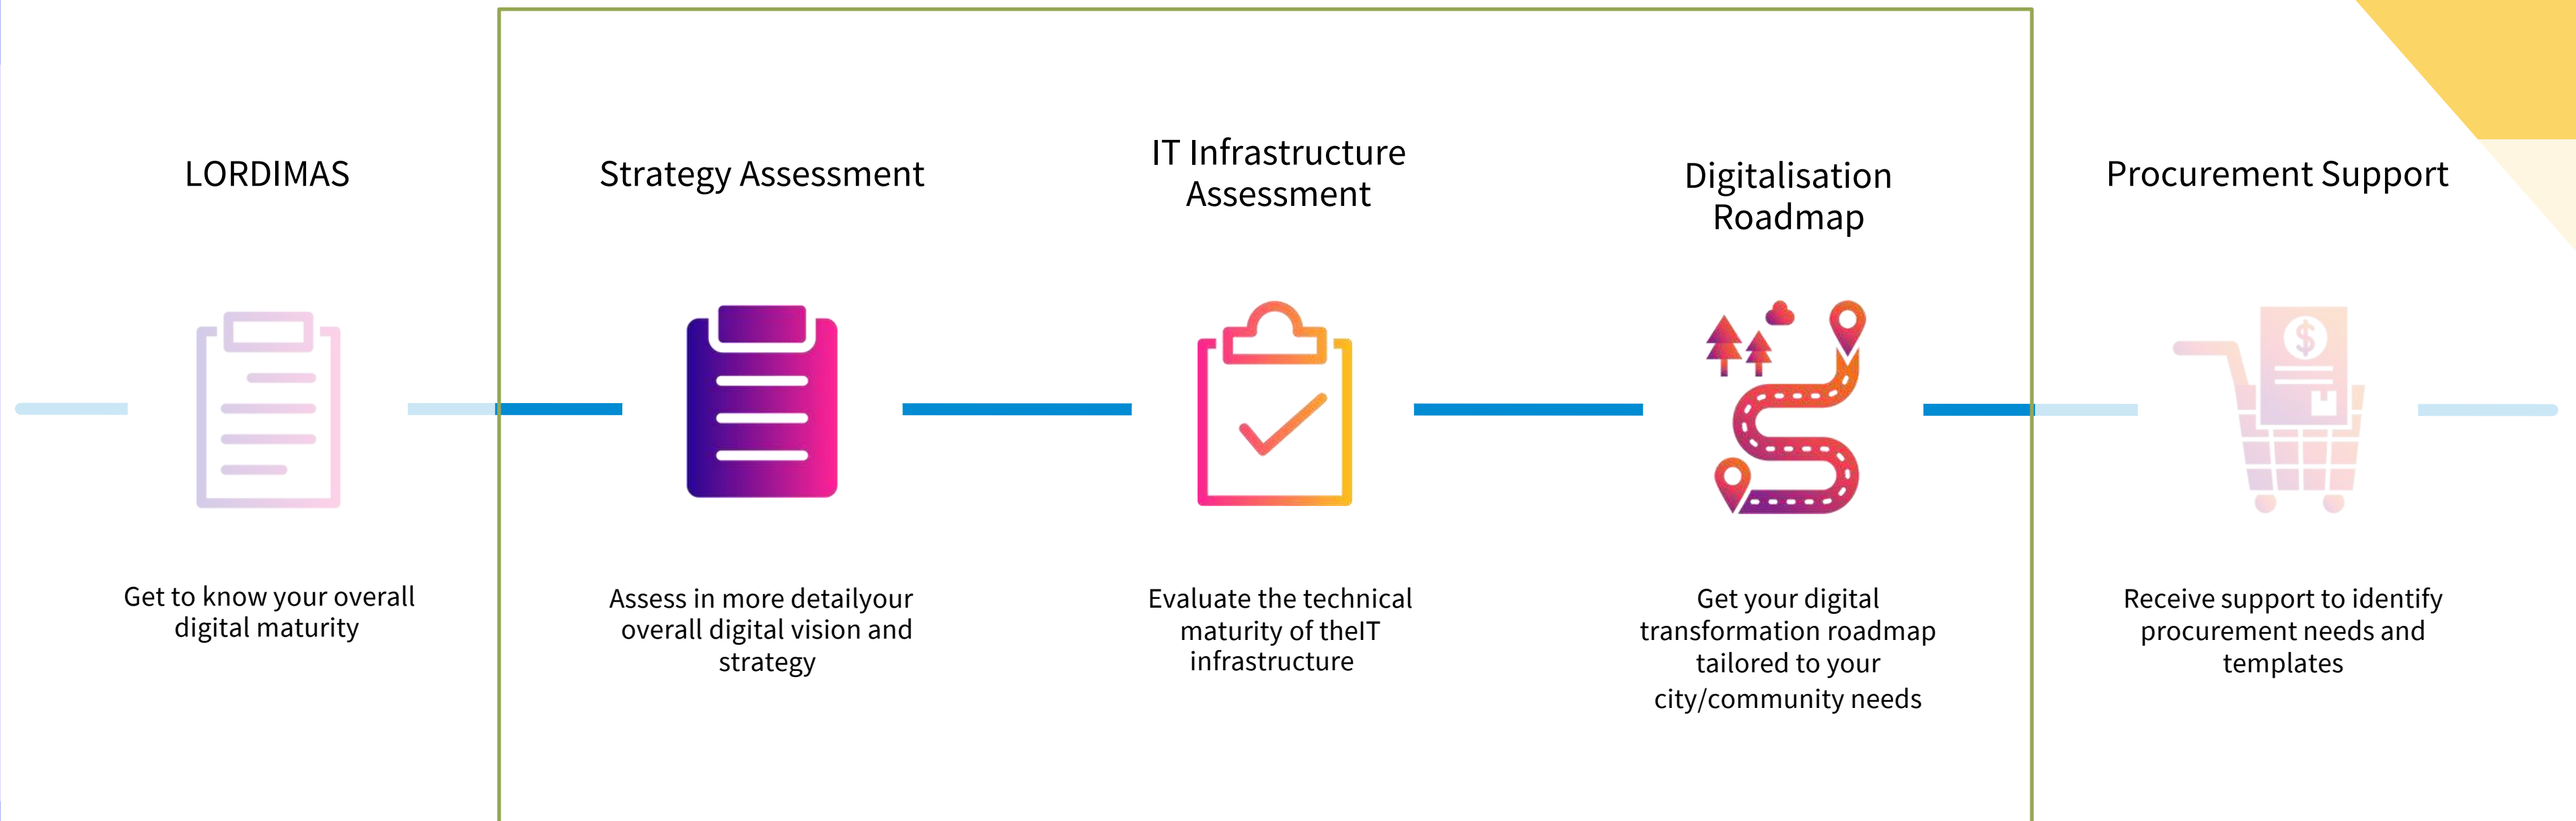 LORDIMAS
Get to know your overall
digital maturity
Strategy Assessment
Assess in more detailyour
overall digital vision and
strategy
IT Infrastructure
Assessment
Evaluate the technical
maturity of theIT
infrastructure
Digitalisation
Roadmap
Get your digital
transformation roadmap
tailored to your
city/community needs
Procurement Support
$
Receive support to identify
procurement needs and
templates